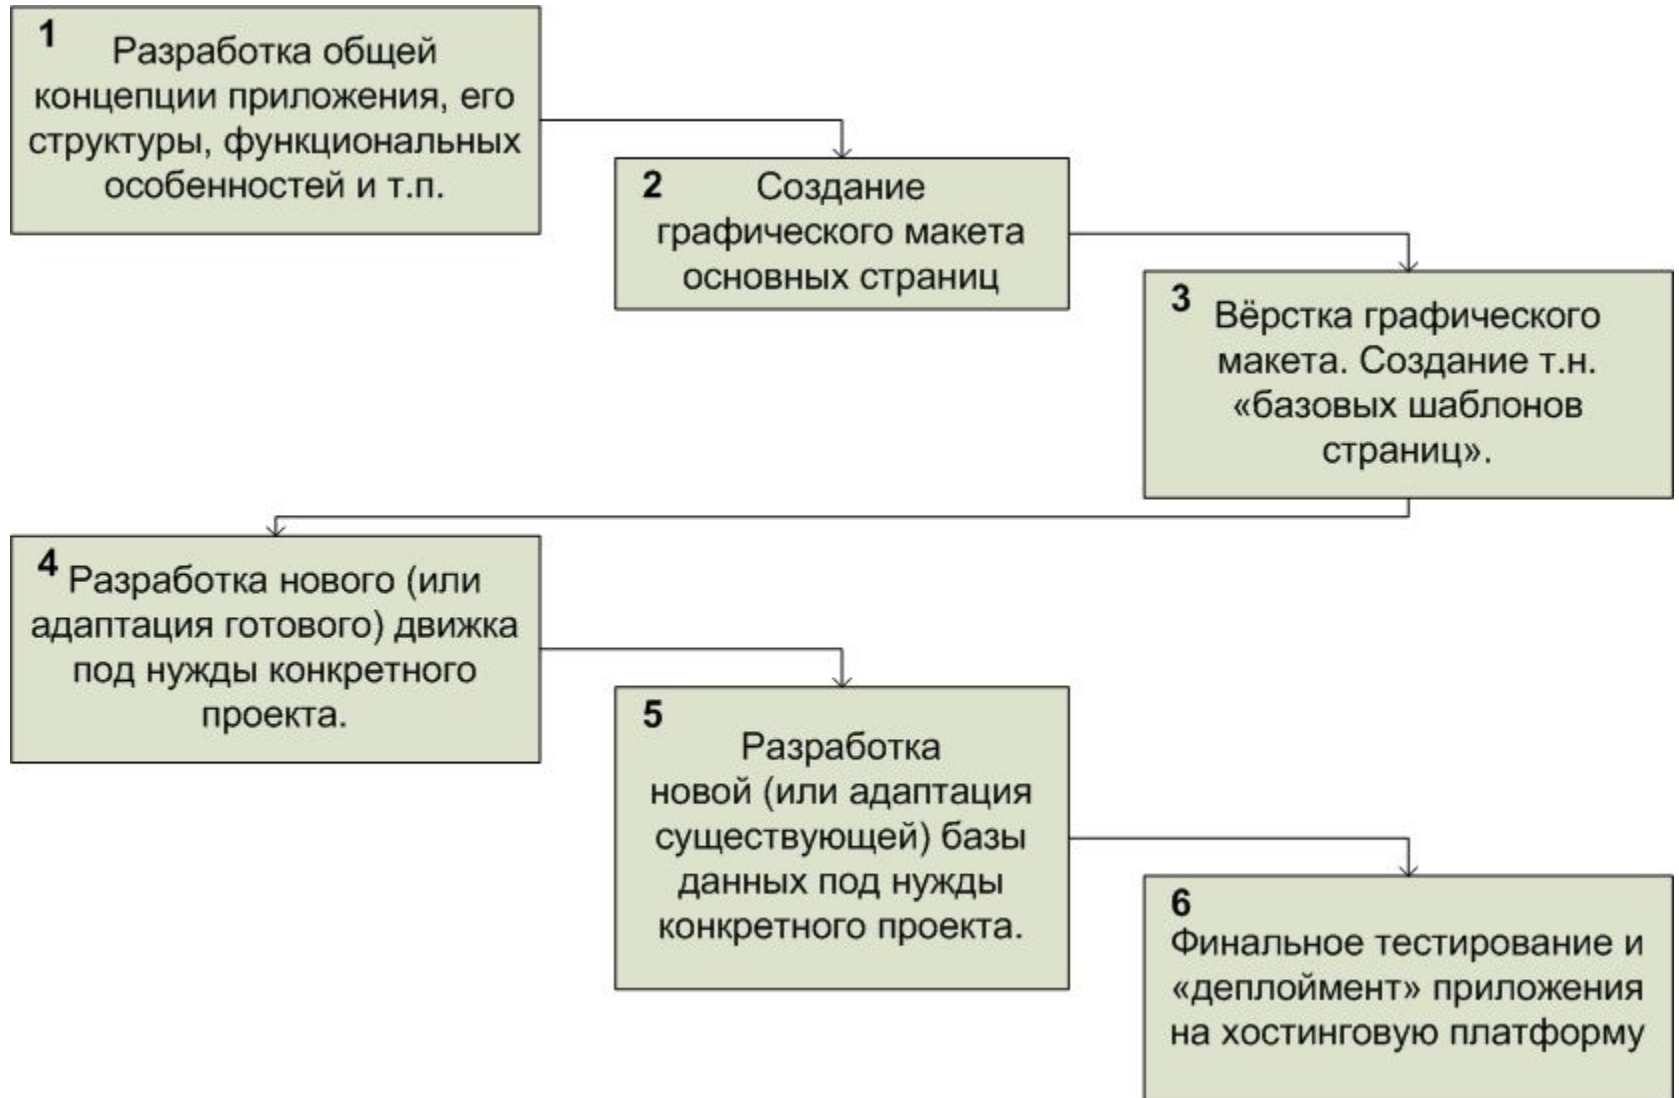 1
Разработка общей
концепции приложения, его
структуры, функциональных
особенностей и т.п.
2 Создание
графического макета
основных страниц
3
Вёрстка графического
макета. Создание т.н.
«базовых шаблонов
страниц».
4
Разработка нового (или
адаптация готового) движка
под нужды конкретного
проекта.
5
Разработка
новой (или адаптация
существующей) базы
данных под нужды
конкретного проекта.
6
Финальное тестирование и
«деплоймент» приложения
на хостинговую платформу